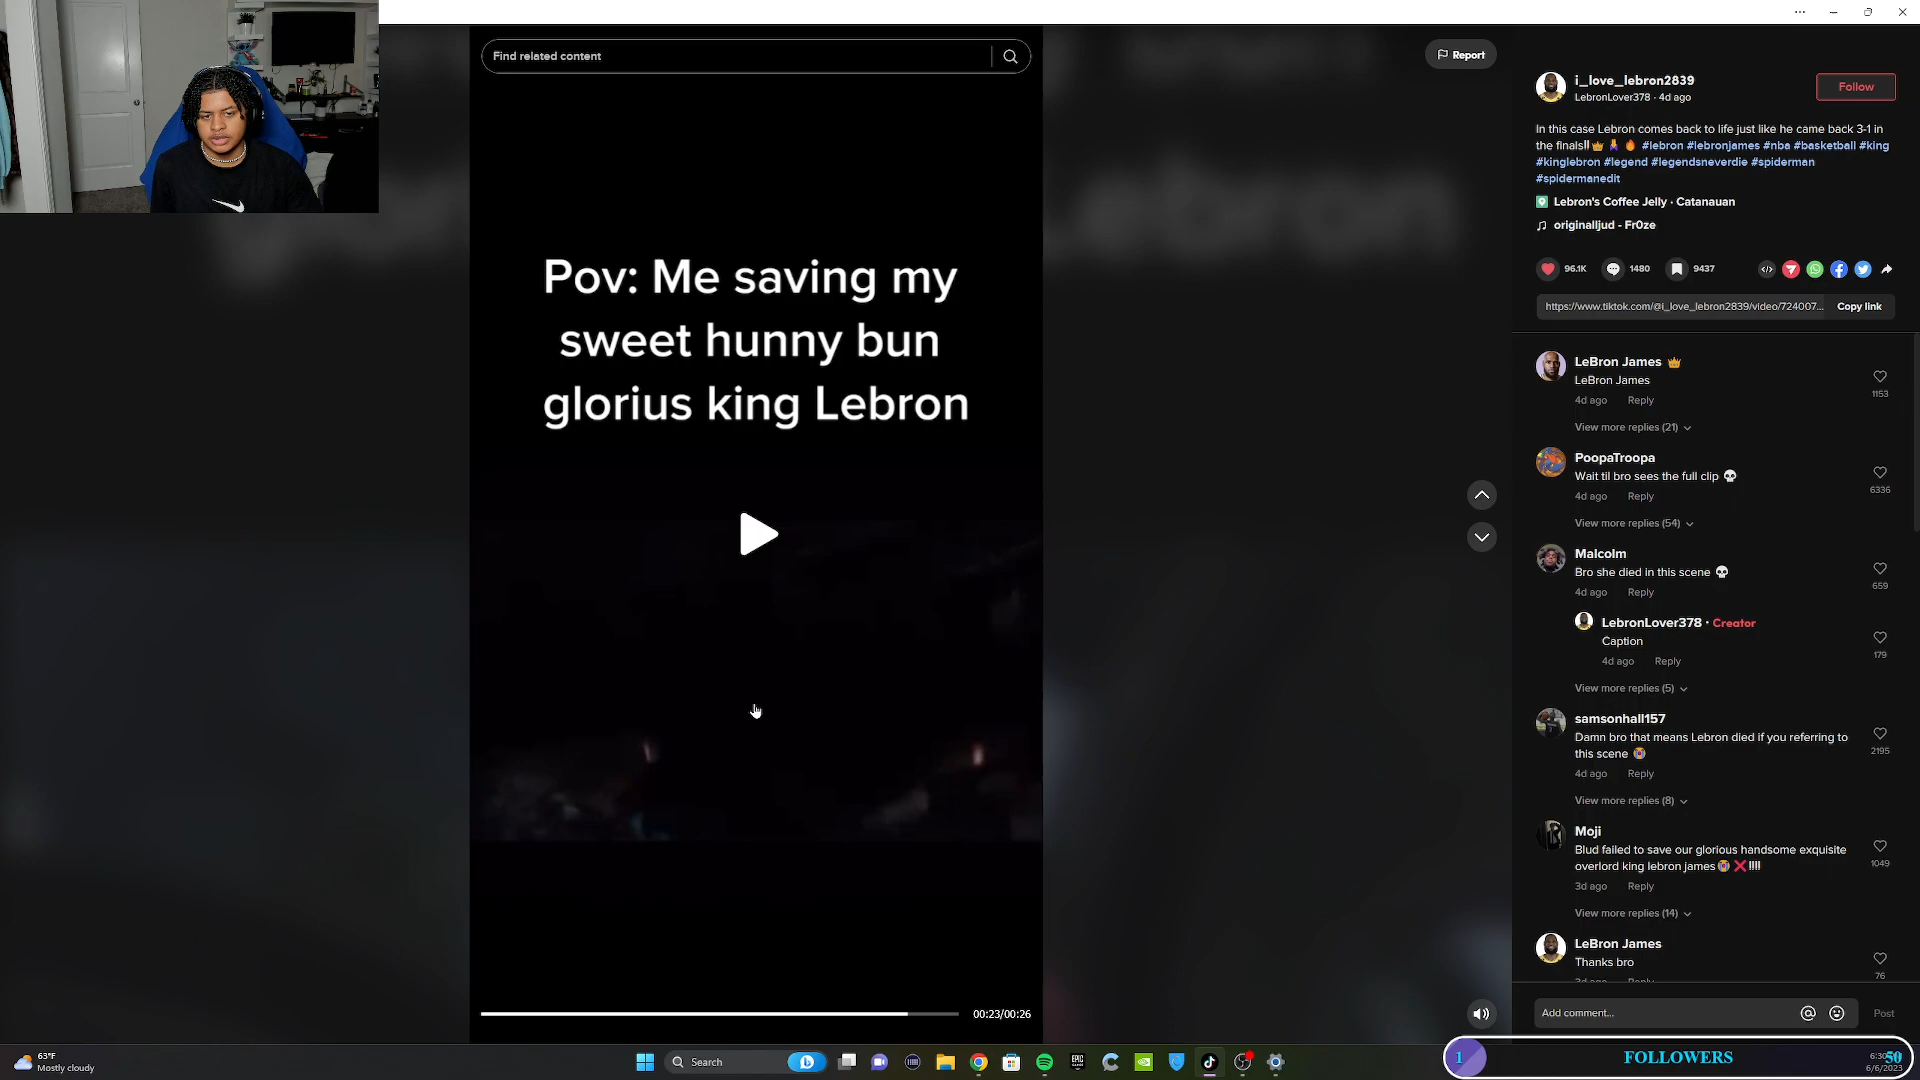 Find related content
Report
Pov: Me saving my
sweet hunny bun
glorius king Lebron
00:23/00:26
i_love_lebron2839
LebronLover378 · 4d ago
Follow
In this case Lebron comes back to life just like he came back 3-1 in
the finals!! #lebron #lebronjames #nba #basketball #king
#kinglebron #legend #legendsneverdie #spiderman
#spidermanedit
Lebron's Coffee Jelly · Catanauan
originalljud - Fr0ze
96.1K 1480 9437
https://www.tiktok.com/@i_love_lebron2839/video/724007... Copy link
LeBron James
LeBron James
4d ago Reply
1153
View more replies (21)
PoopaTroopa
Wait til bro sees the full clip
4d ago Reply
6336
View more replies (54)
Malcolm
Bro she died in this scene
4d ago Reply
659
LebronLover378 · Creator
Caption
4d ago Reply
179
View more replies (5)
samsonhall157
Damn bro that means Lebron died if you referring to
this scene
4d ago Reply
2195
View more replies (8)
Moji
Blud failed to save our glorious handsome exquisite
overlord king lebron james !!!!
3d ago Reply
1049
View more replies (14)
LeBron James
Thanks bro
76
Add comment...
Post
63°F
Mostly cloudy
Search
1 FOLLOWERS 50
6/6/2023